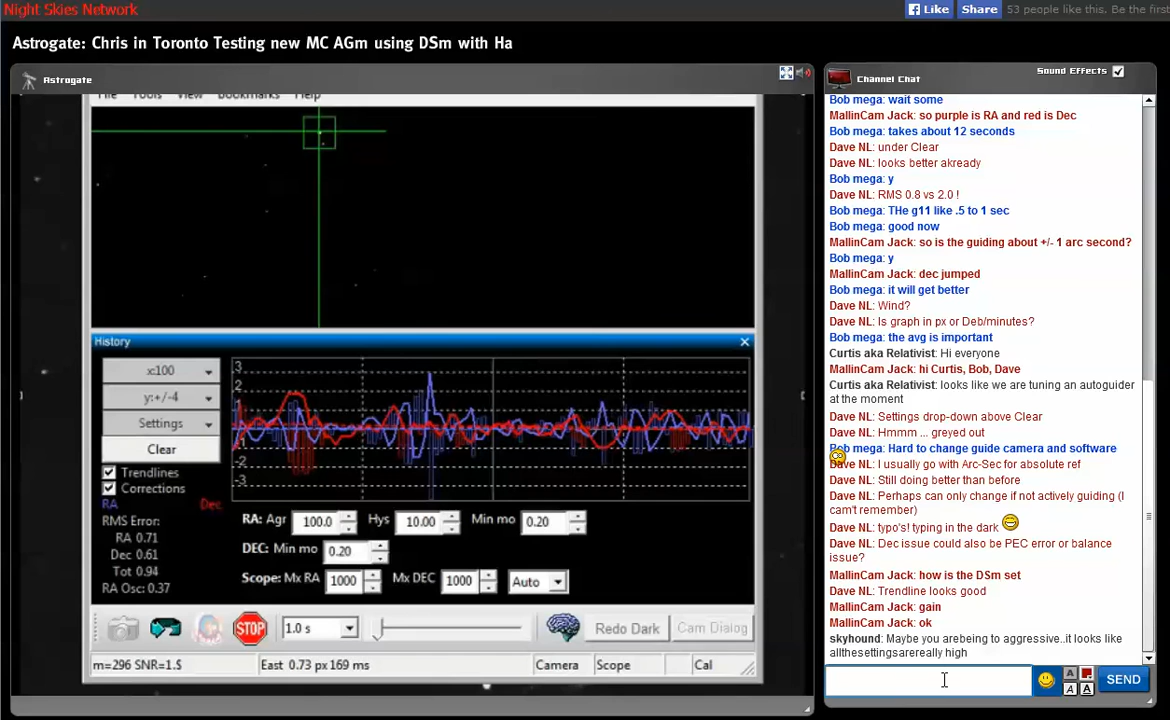 Night Skies Network
Like Share 53 people like this. Be the first
Astrogate: Chris in Toronto Testing new MC AGm using DSm with Ha
Astrogate
File Tools View Bookmarks Help
History
x:100
y:+/-4
Settings
Clear
Trendlines
Corrections
RA Dec
RMS Error:
RA 0.71
Dec 0.61
Tot 0.94
RA Osc: 0.37
3
2
1
-1
-2
-3
RA: Agr 100.0 Hys 10.00 Min mo 0.20
DEC: Min mo 0.20
Scope: Mx RA 1000 Mx DEC 1000 Auto
STOP 1.0 s Redo Dark Cam Dialog
m=296 SNR=1.$ East 0.73 px 169 ms Camera Scope Cal
Channel Chat Sound Effects
Bob mega: wait some
MallinCam Jack: so purple is RA and red is Dec
Bob mega: takes about 12 seconds
Dave NL: under Clear
Dave NL: looks better akready
Bob mega: y
Dave NL: RMS 0.8 vs 2.0 !
Bob mega: THe g11 like .5 to 1 sec
Bob mega: good now
MallinCam Jack: so is the guiding about +/- 1 arc second?
Bob mega: y
MallinCam Jack: dec jumped
Bob mega: it will get better
Dave NL: Wind?
Dave NL: Is graph in px or Deb/minutes?
Bob mega: the avg is important
Curtis aka Relativist: Hi everyone
MallinCam Jack: hi Curtis, Bob, Dave
Curtis aka Relativist: looks like we are tuning an autoguider
at the moment
Dave NL: Settings drop-down above Clear
Dave NL: Hmmm ... greyed out
Bob mega: Hard to change guide camera and software
Dave NL: I usually go with Arc-Sec for absolute ref
Dave NL: Still doing better than before
Dave NL: Perhaps can only change if not actively guiding (I
cam't remember)
Dave NL: typo's! typing in the dark
Dave NL: Dec issue could also be PEC error or balance
issue?
MallinCam Jack: how is the DSm set
Dave NL: Trendline looks good
MallinCam Jack: gain
MallinCam Jack: ok
skyhound: Maybe you arebeing to aggressive..it looks like
allthesettingsarereally high
A A A SEND